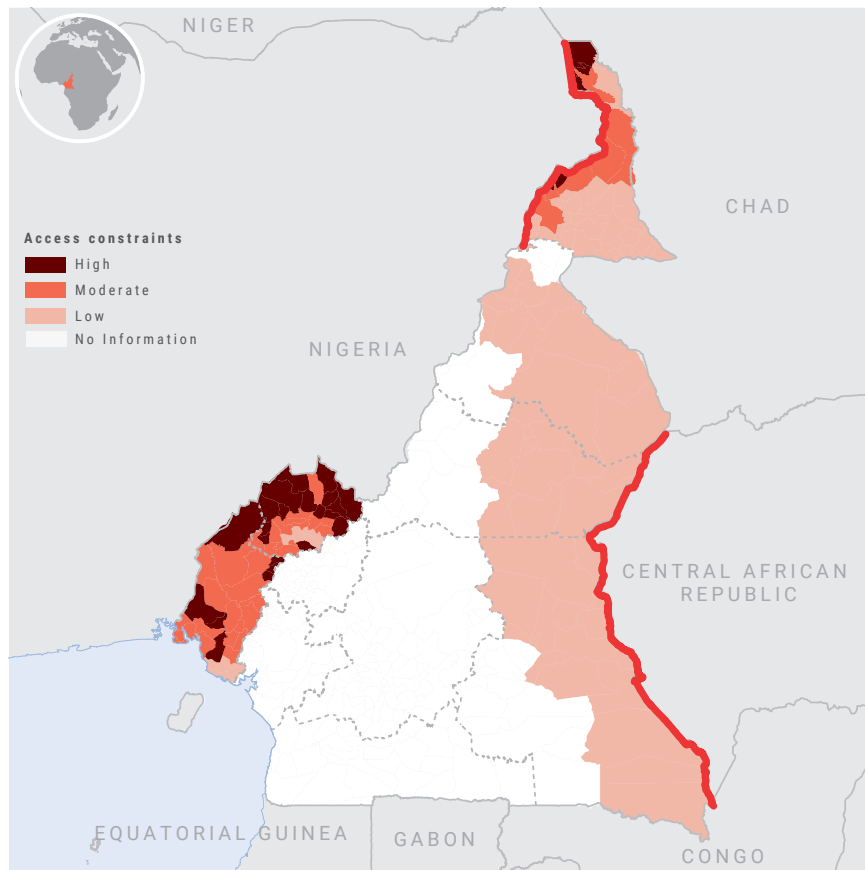 NIGER
CHAD
Access constraints
High
Moderate
Low
No Information
NIGERIA
CENTRAL AFRICAN
REPUBLIC
EQUATORIAL GUINEA
GABON
CONGO